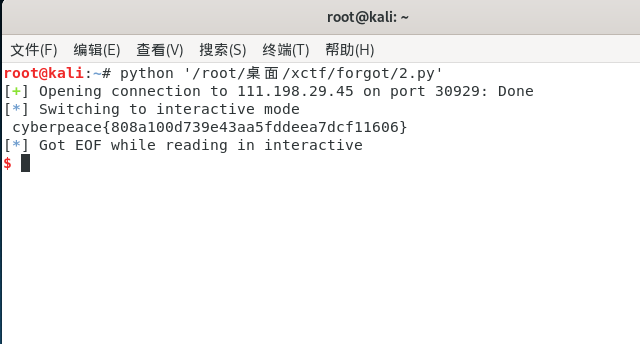 root@kali: ~
文件(F) 编辑(E) 查看(V) 搜索(S) 终端(T) 帮助(H)
root@kali:~# python '/root/桌面/xctf/forgot/2.py'
[+] Opening connection to 111.198.29.45 on port 30929: Done
[*] Switching to interactive mode
cyberpeace{808a100d739e43aa5fddeea7dcf11606}
[*] Got EOF while reading in interactive
$